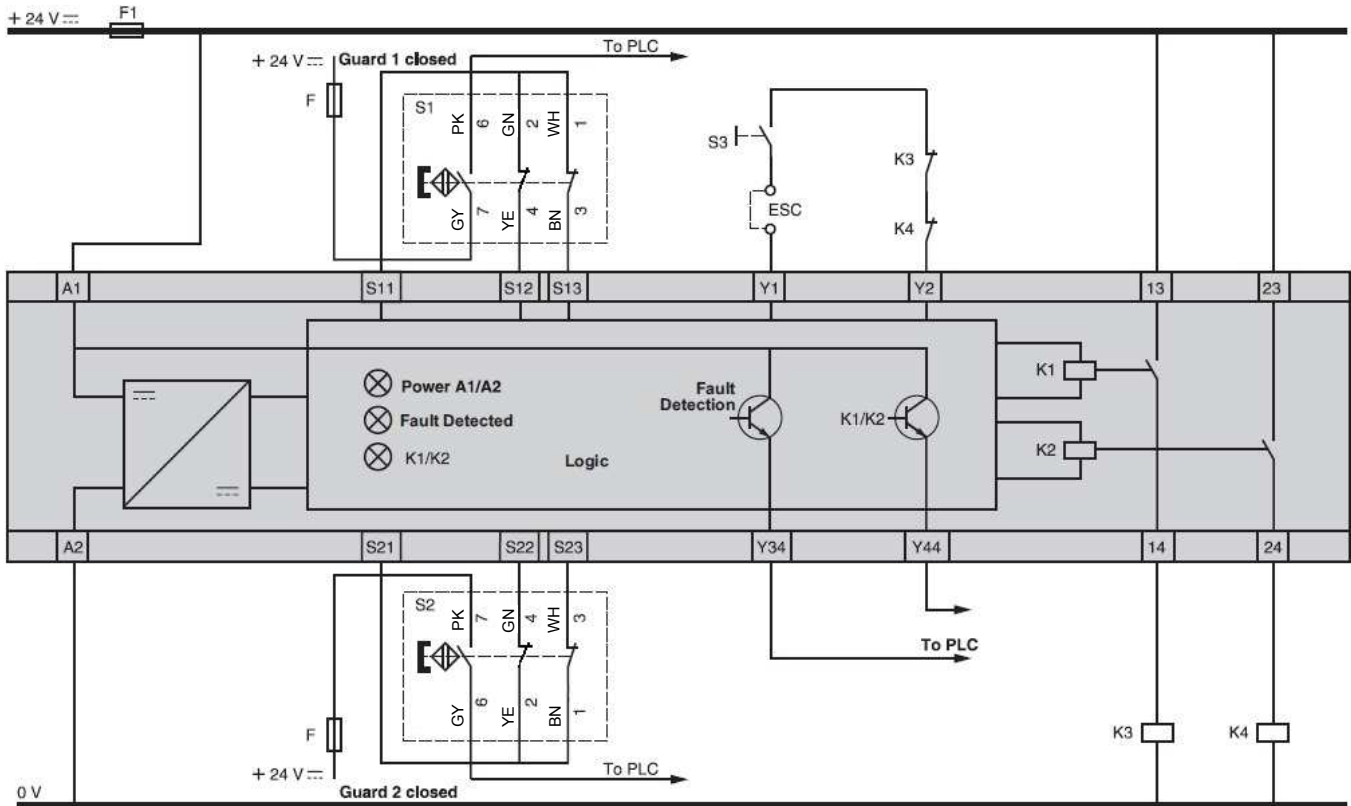 + 24 V
F1
To PLC
+ 24 V
Guard 1 closed
F
S1
PK
6
GN
2
WH
1
GY
7
YE
4
BN
3
S3
ESC
K3
K4
A1
S11
S12
S13
Y1
Y2
13
23
Power A1/A2
Fault Detected
K1/K2
Logic
Fault
Detection
K1/K2
K1
K2
A2
S21
S22
S23
Y34
Y44
14
24
S2
PK
7
GN
4
WH
3
GY
6
YE
2
BN
1
To PLC
F
K3
K4
+ 24 V
To PLC
Guard 2 closed
0 V